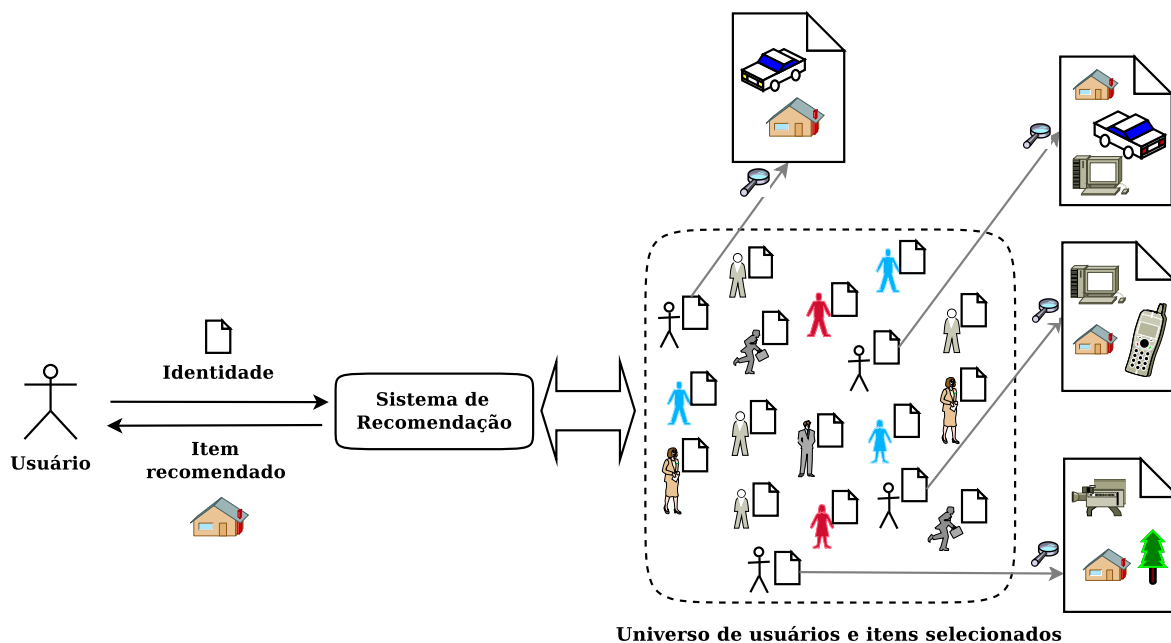 Identidade
Sistema de
Recomendação
Usuário
Item
recomendado
Universo de usuários e itens selecionados